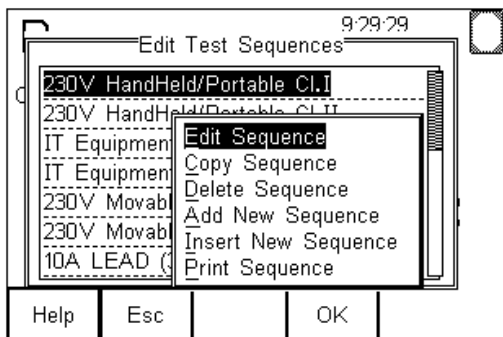 9:29:29
Edit Test Sequences
230V HandHeld/Portable Cl.I
230V HandHeld/Portable Cl.II
IT Equipment
IT Equipment
230V Movabl
230V Movabl
10A LEAD (3
Edit Sequence
Copy Sequence
Delete Sequence
Add New Sequence
Insert New Sequence
Print Sequence
Help Esc OK